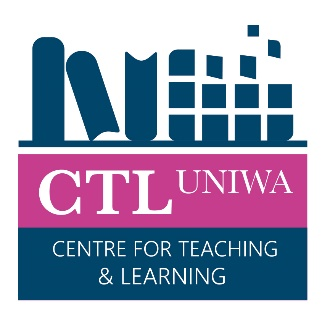 CTL UNIWA
CENTRE FOR TEACHING
& LEARNING